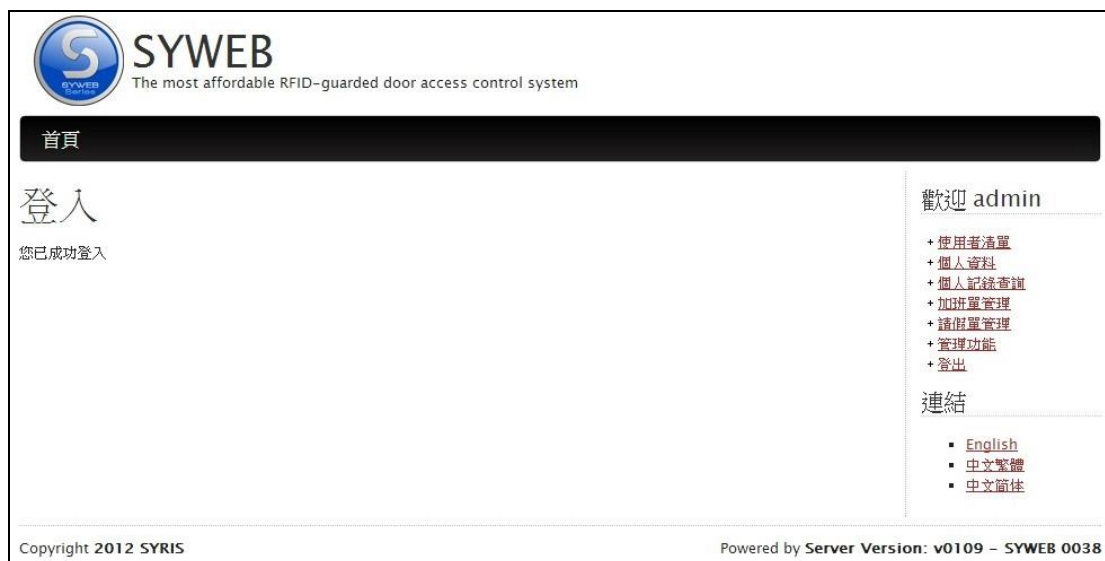 SYWEB
Series
SYWEB
The most affordable RFID-guarded door access control system
首頁
登入
您已成功登入
歡迎 admin
+ 使用者清單
+ 個人資料
+ 個人記錄查詢
+ 加班單管理
+ 請假單管理
+ 管理功能
+ 登出
連結
▪ English
▪ 中文繁體
▪ 中文简体
Copyright 2012 SYRIS
Powered by Server Version: v0109 – SYWEB 0038